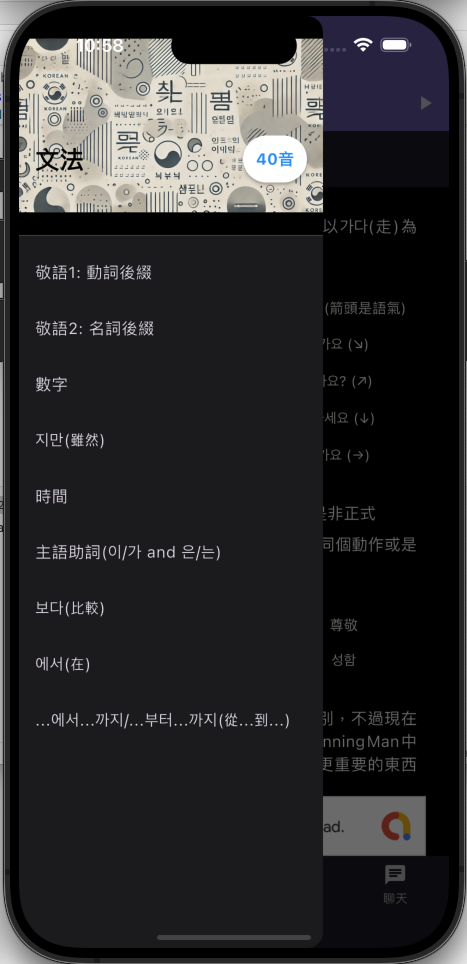 10:58
KOREAN
문법
文法
40音
敬語1: 動詞後綴
敬語2: 名詞後綴
數字
지만(雖然)
時間
主語助詞(이/가 and 은/는)
보다(比較)
에서(在)
...에서...까지/...부터...까지(從...到...)
以가다(走)為
(箭頭是語氣)
가요 (↘)
요? (↗)
세요 (↓)
가요 (→)
是非正式
同個動作或是
尊敬
성함
別，不過現在
nningMan中
更重要的東西
ad.
聊天